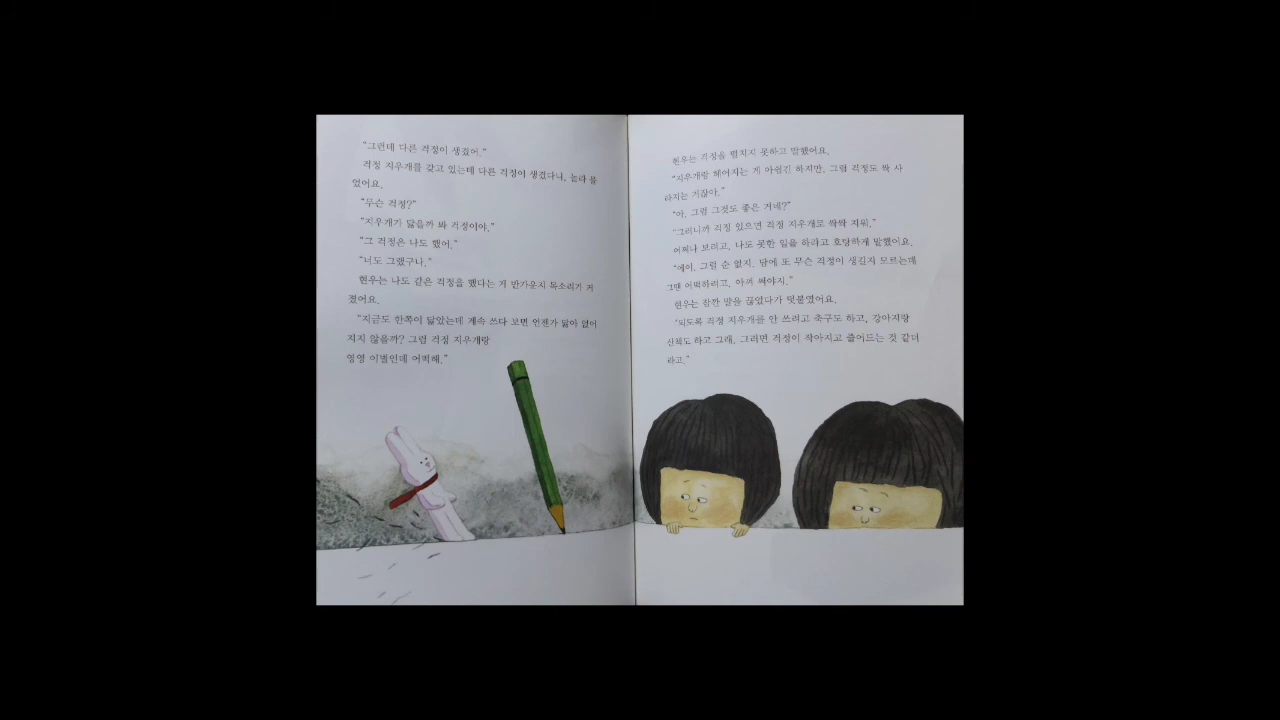 "그런데 다른 걱정이 생겼어."
걱정 지우개를 갖고 있는데 다른 걱정이 생겼다니, 놀라 물
었어요.
"무슨 걱정?"
"지우개가 닳을까 봐 걱정이야."
"그 걱정은 나도 했어."
"너도 그랬구나."
현우는 나도 같은 걱정을 했다는 게 반가운지 목소리가 커
졌어요.
"지금도 한쪽이 닳았는데 계속 쓰다 보면 언젠가 닳아 없어
지지 않을까? 그럼 걱정 지우개랑
영영 이별인데 어떡해."
현우는 걱정을 떨치지 못하고 말했어요.
"지우개랑 헤어지는 게 아쉽긴 하지만, 그럼 걱정도 싹 사
라지는 거잖아."
"아, 그럼 그것도 좋은 거네?"
"그러니까 걱정 있으면 걱정 지우개로 싹싹 지워."
어쩌나 보려고, 나도 못한 일을 하라고 호탕하게 말했어요.
"에이, 그럴 순 없지. 담에 또 무슨 걱정이 생길지 모르는데
그땐 어떡하려고. 아껴 써야지."
현우는 잠깐 말을 끊었다가 덧붙였어요.
"되도록 걱정 지우개를 안 쓰려고 축구도 하고, 강아지랑
산책도 하고 그래. 그러면 걱정이 작아지고 줄어드는 것 같더
라고."